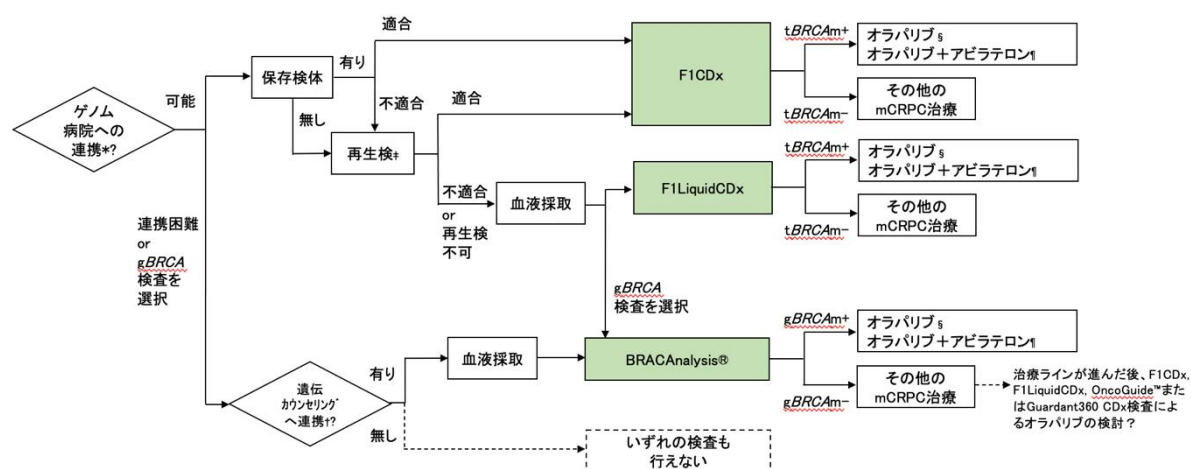 ゲノム
病院への
連携*?
可能
連携困難
or
gBRCA
検査を
選択
保存検体
有り
適合
不適合
無し
再生検‡
適合
不適合
or
再生検
不可
血液採取
F1CDx
tBRCAm+
オラパリブ§
オラパリブ＋アビラテロン¶
tBRCAm−
その他の
mCRPC治療
F1LiquidCDx
tBRCAm+
オラパリブ§
オラパリブ＋アビラテロン¶
tBRCAm−
その他の
mCRPC治療
gBRCA
検査を選択
遺伝
カウンセリング
へ連携†?
有り
無し
血液採取
BRACAnalysis®
gBRCAm+
オラパリブ§
オラパリブ＋アビラテロン¶
gBRCAm−
その他の
mCRPC治療
治療ラインが進んだ後、F1CDx,
F1LiquidCDx, OncoGuide™また
はGuardant360 CDx検査によ
るオラパリブの検討？
いずれの検査も
行えない